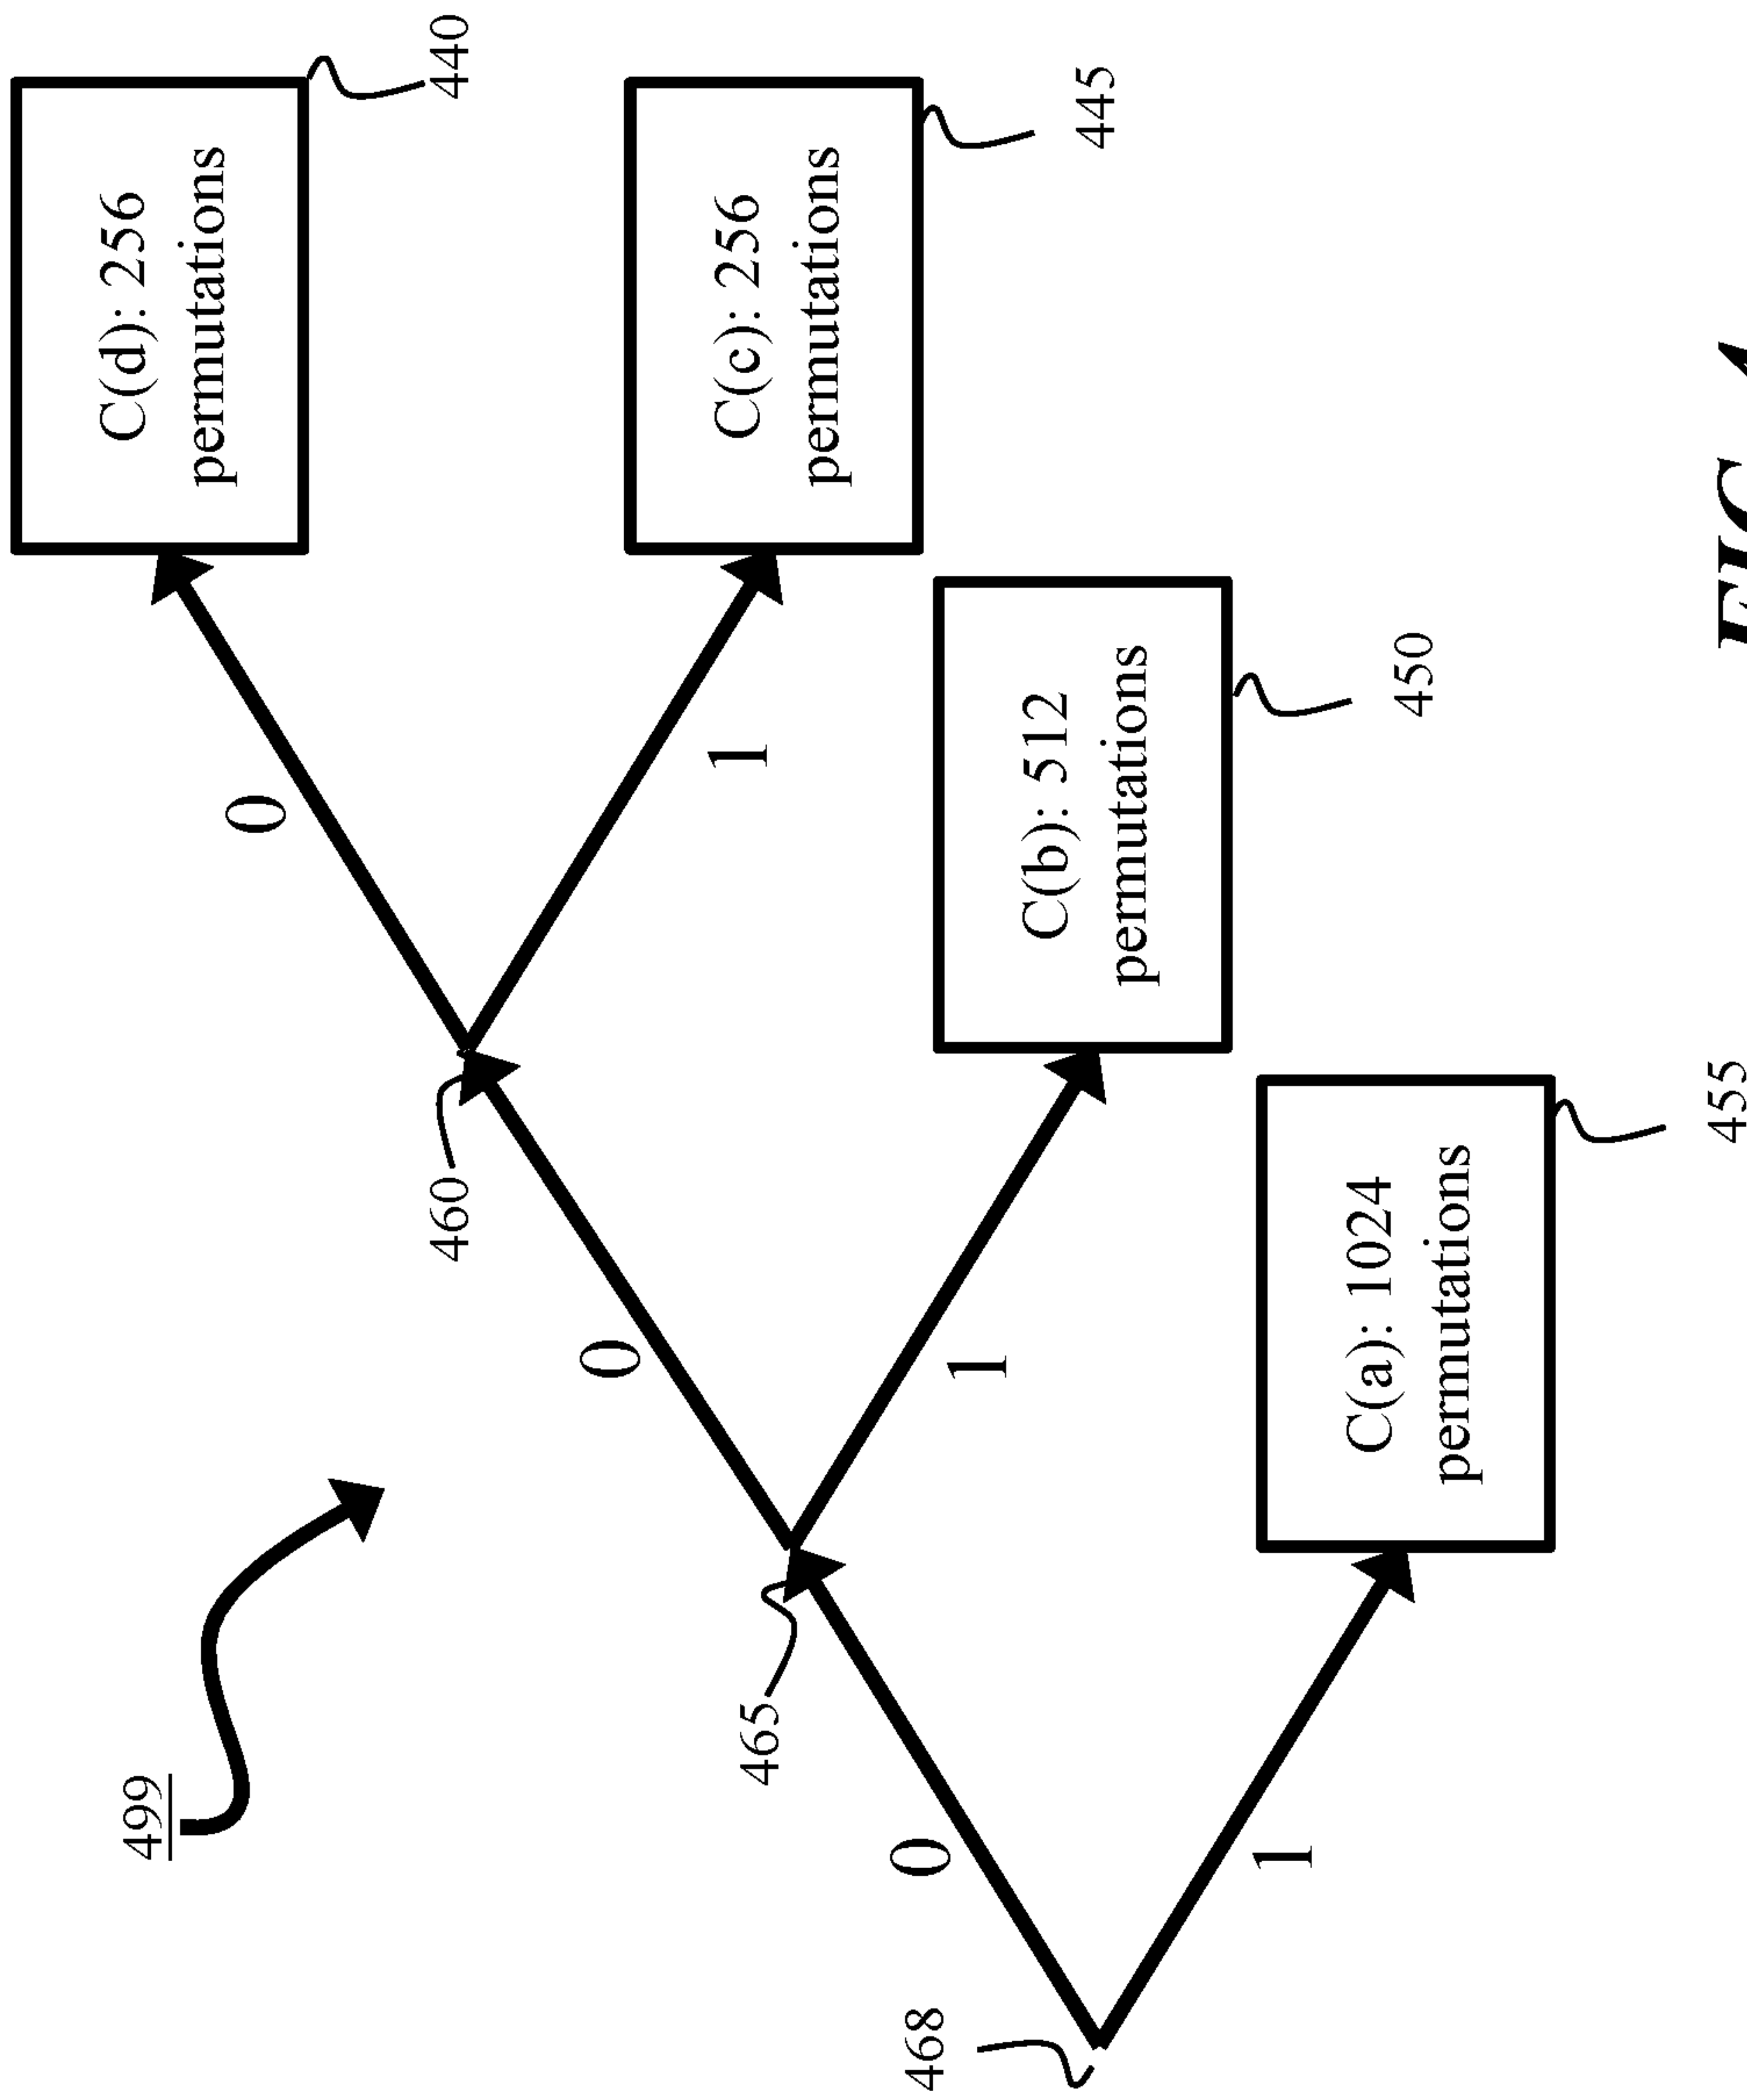 499
C(d): 256
permutations
0
460
440
0
465
1
C(c): 256
permutations
468
0
1
445
C(b): 512
permutations
1
C(a): 1024
permutations
450
455
FIG.